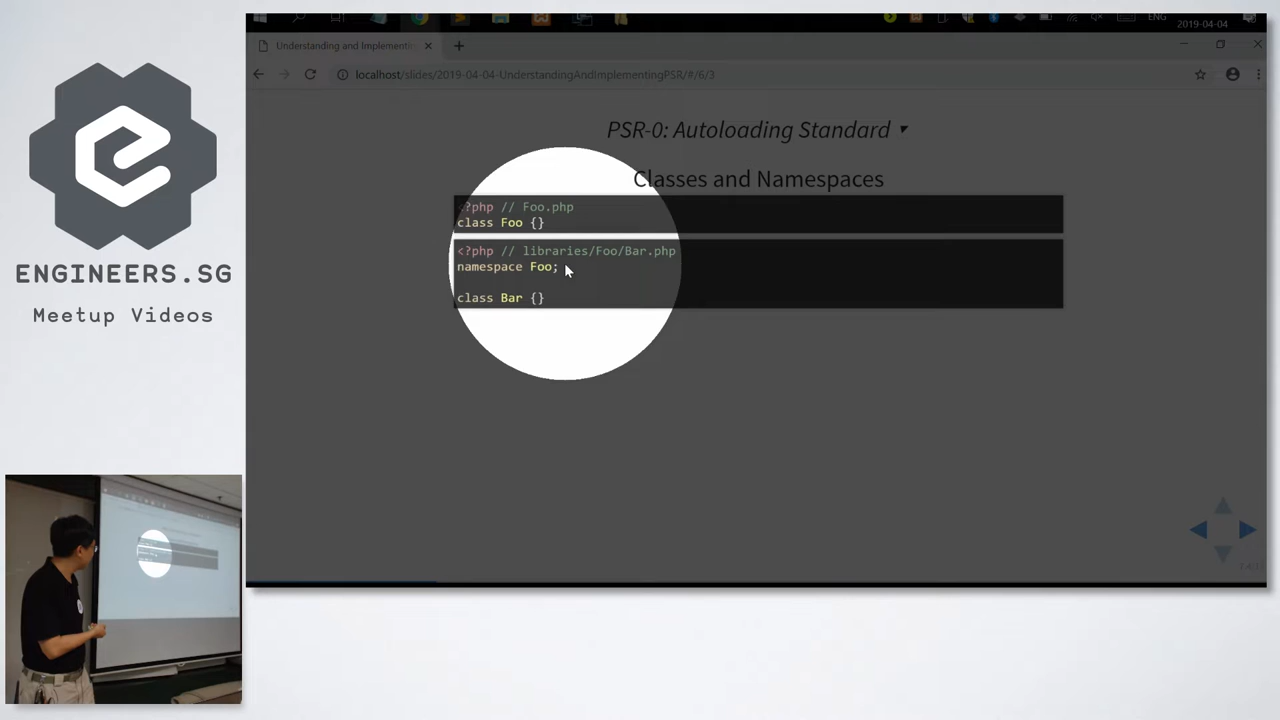 ENGINEERS.SG
Meetup Videos
ENG
2019-04-04
Understanding and Implementi
localhost/slides/2019-04-04-UnderstandingAndImplementingPSR/#/6/3
PSR-0: Autoloading Standard
Classes and Namespaces
<?php // Foo.php
class Foo {}
<?php // libraries/Foo/Bar.php
namespace Foo;
class Bar {}